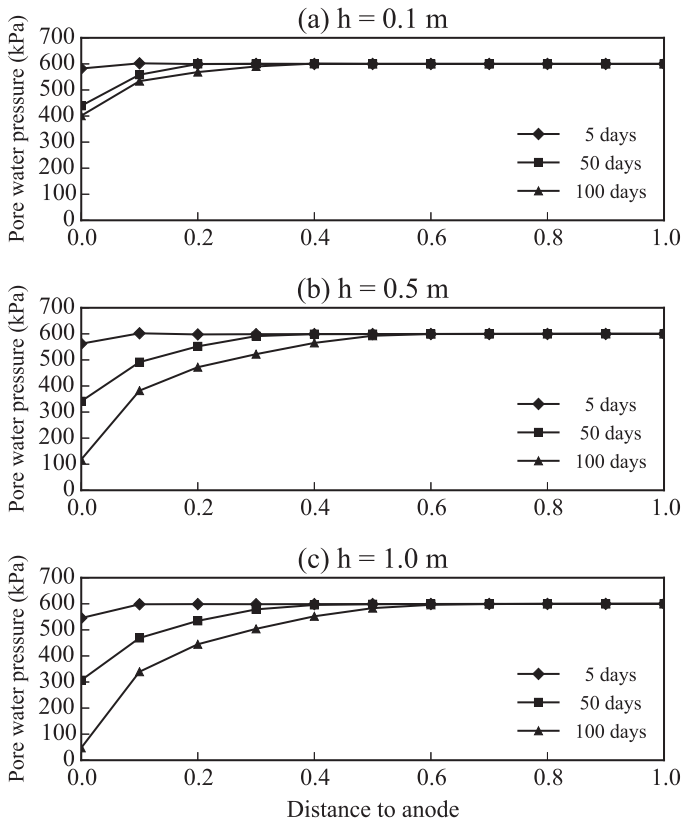 (a) h = 0.1 m
Pore water pressure (kPa)
700
600
500
400
300
200
100
0
5 days
50 days
100 days
0.0 0.2 0.4 0.6 0.8 1.0
(b) h = 0.5 m
Pore water pressure (kPa)
700
600
500
400
300
200
100
0
5 days
50 days
100 days
0.0 0.2 0.4 0.6 0.8 1.0
(c) h = 1.0 m
Pore water pressure (kPa)
700
600
500
400
300
200
100
0
5 days
50 days
100 days
0.0 0.2 0.4 0.6 0.8 1.0
Distance to anode